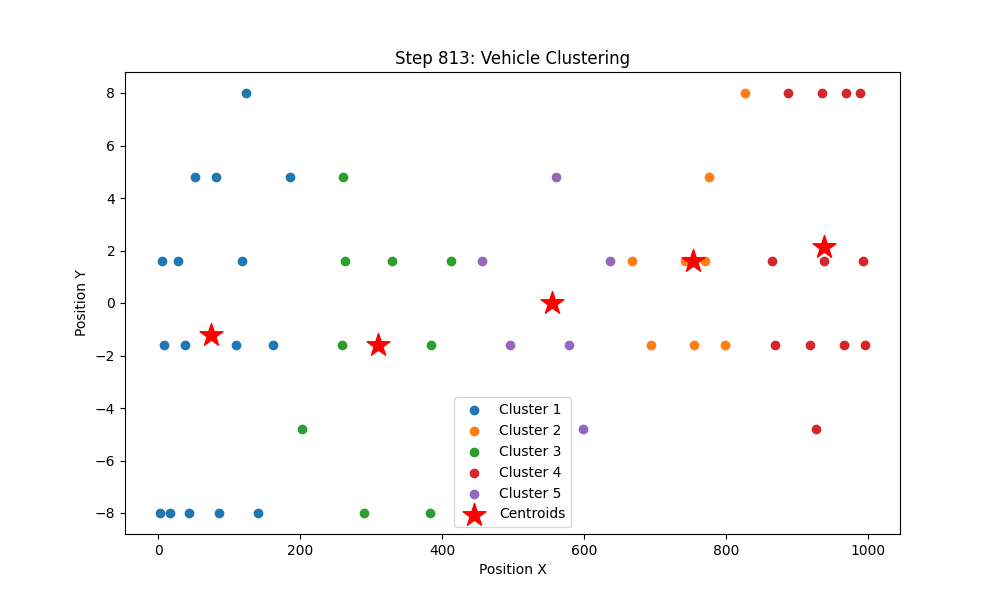 Step 813: Vehicle Clustering
Position Y
8
6
4
2
0
−2
−4
−6
−8
Cluster 1
Cluster 2
Cluster 3
Cluster 4
Cluster 5
Centroids
0 200 400 600 800 1000
Position X